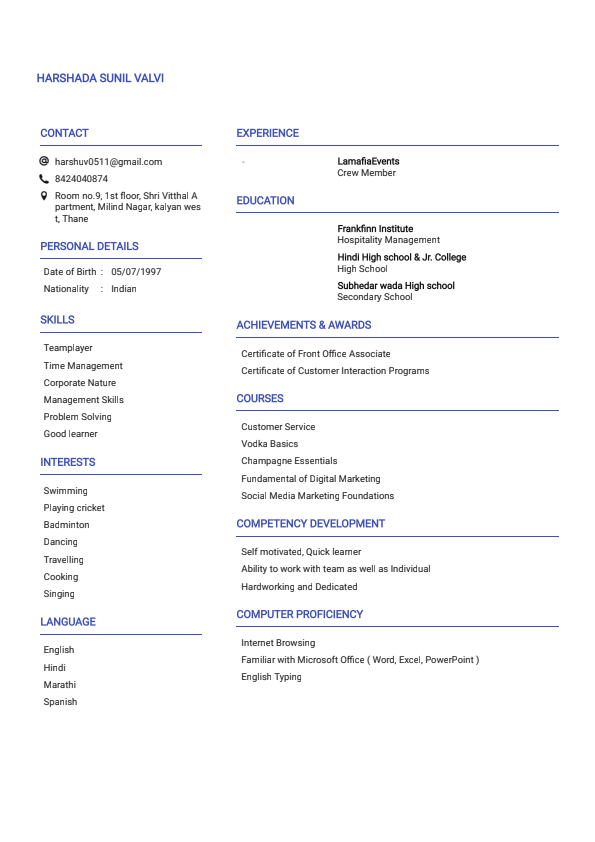 HARSHADA SUNIL VALVI
CONTACT
harshuv0511@gmail.com
8424040874
Room no.9, 1st floor, Shri Vitthal A
partment, Milind Nagar, kalyan wes
t, Thane
PERSONAL DETAILS
Date of Birth : 05/07/1997
Nationality : Indian
SKILLS
Teamplayer
Time Management
Corporate Nature
Management Skills
Problem Solving
Good learner
INTERESTS
Swimming
Playing cricket
Badminton
Dancing
Travelling
Cooking
Singing
LANGUAGE
English
Hindi
Marathi
Spanish
EXPERIENCE
- LamafiaEvents
Crew Member
EDUCATION
Frankfinn Institute
Hospitality Management
Hindi High school & Jr. College
High School
Subhedar wada High school
Secondary School
ACHIEVEMENTS & AWARDS
Certificate of Front Office Associate
Certificate of Customer Interaction Programs
COURSES
Customer Service
Vodka Basics
Champagne Essentials
Fundamental of Digital Marketing
Social Media Marketing Foundations
COMPETENCY DEVELOPMENT
Self motivated, Quick learner
Ability to work with team as well as Individual
Hardworking and Dedicated
COMPUTER PROFICIENCY
Internet Browsing
Familiar with Microsoft Office ( Word, Excel, PowerPoint )
English Typing